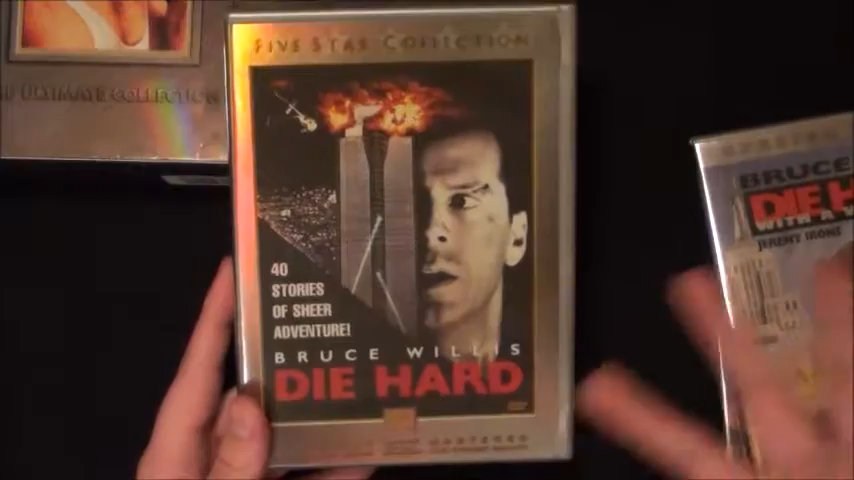 FIVE STAR COLLECTION
ULTIMATE COLLECTION
40
STORIES
OF SHEER
ADVENTURE!
BRUCE WILLIS
DIE HARD
MASTERED
BRUCE
DIE H
WITH A
JEREMY IRONS